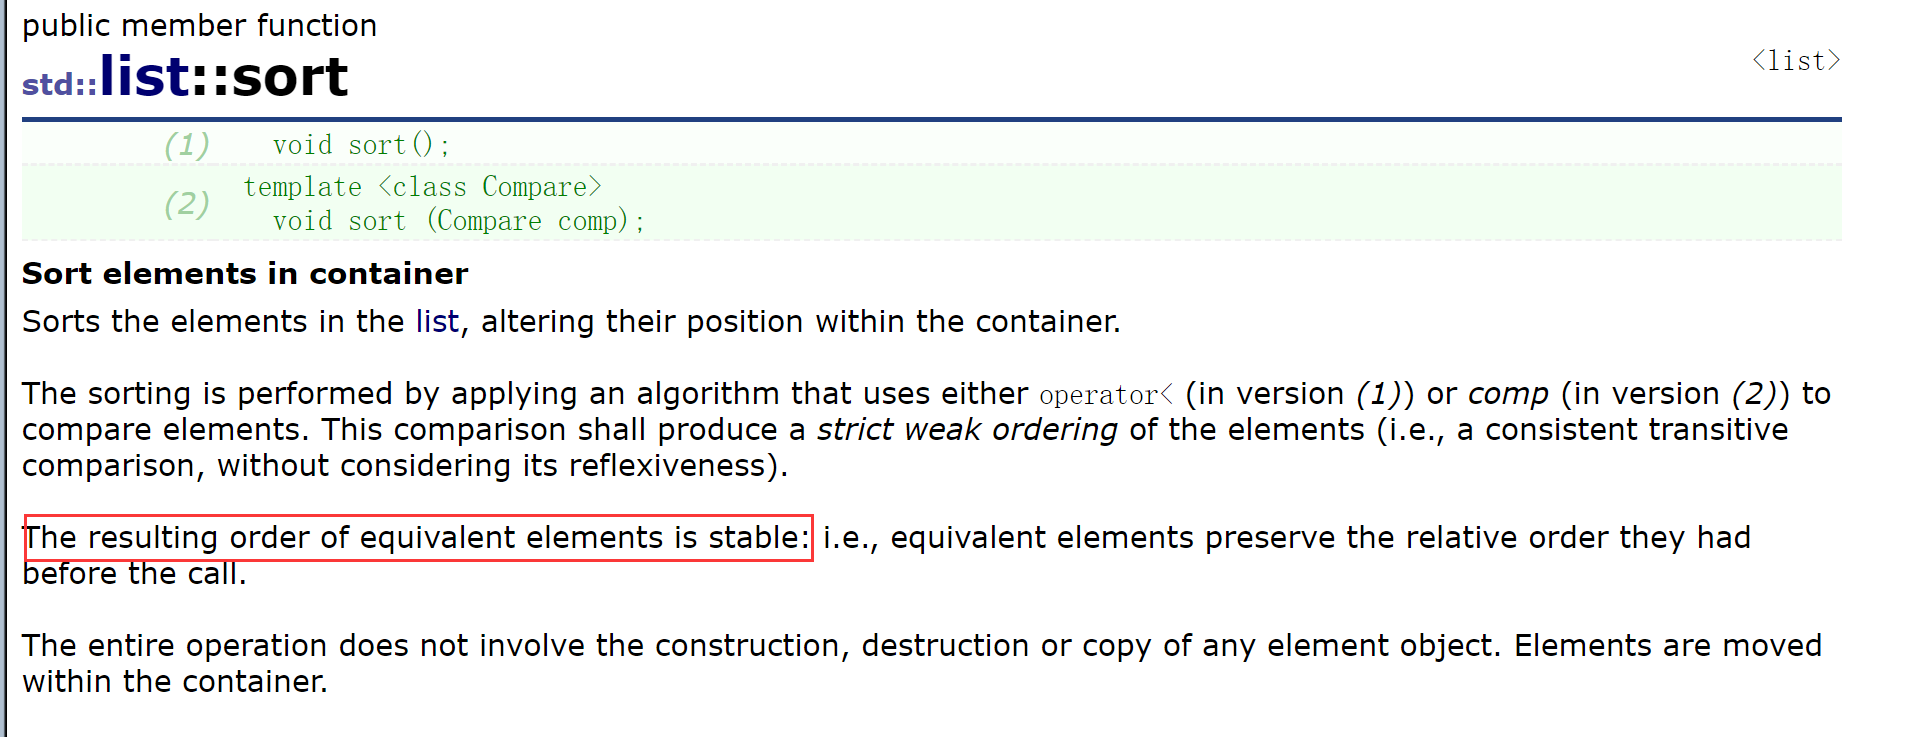 public member function
std::list::sort
<list>
(1) void sort();
(2) template <class Compare>
void sort (Compare comp);
Sort elements in container
Sorts the elements in the list, altering their position within the container.
The sorting is performed by applying an algorithm that uses either operator< (in version (1)) or comp (in version (2)) to
compare elements. This comparison shall produce a strict weak ordering of the elements (i.e., a consistent transitive
comparison, without considering its reflexiveness).
The resulting order of equivalent elements is stable: i.e., equivalent elements preserve the relative order they had
before the call.
The entire operation does not involve the construction, destruction or copy of any element object. Elements are moved
within the container.